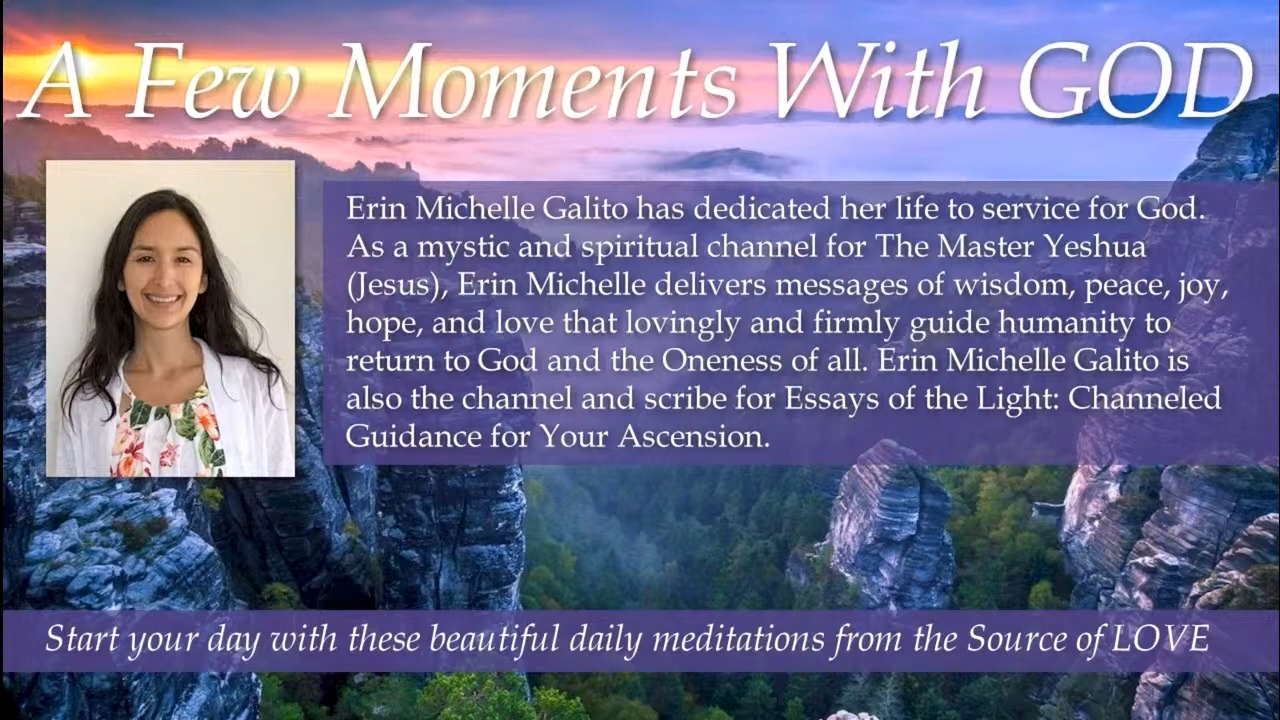 A Few Moments With GOD
Erin Michelle Galito has dedicated her life to service for God.
As a mystic and spiritual channel for The Master Yeshua
(Jesus), Erin Michelle delivers messages of wisdom, peace, joy,
hope, and love that lovingly and firmly guide humanity to
return to God and the Oneness of all. Erin Michelle Galito is
also the channel and scribe for Essays of the Light: Channeled
Guidance for Your Ascension.
Start your day with these beautiful daily meditations from the Source of LOVE